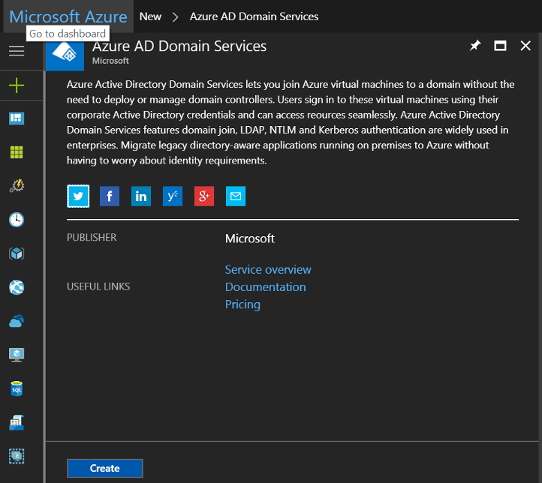 Microsoft Azure New > Azure AD Domain Services
Go to dashboard
Azure AD Domain Services
Microsoft
Azure Active Directory Domain Services lets you join Azure virtual machines to a domain without the
need to deploy or manage domain controllers. Users sign in to these virtual machines using their
corporate Active Directory credentials and can access reources seamlessly. Azure Active Directory
Domain Services features domain join, LDAP, NTLM and Kerberos authentication are widely used in
enterprises. Migrate legacy directory-aware applications running on premises to Azure without
having to worry about identity requirements.
f in y g+
PUBLISHER Microsoft
Service overview
USEFUL LINKS Documentation
Pricing
SQL
Create